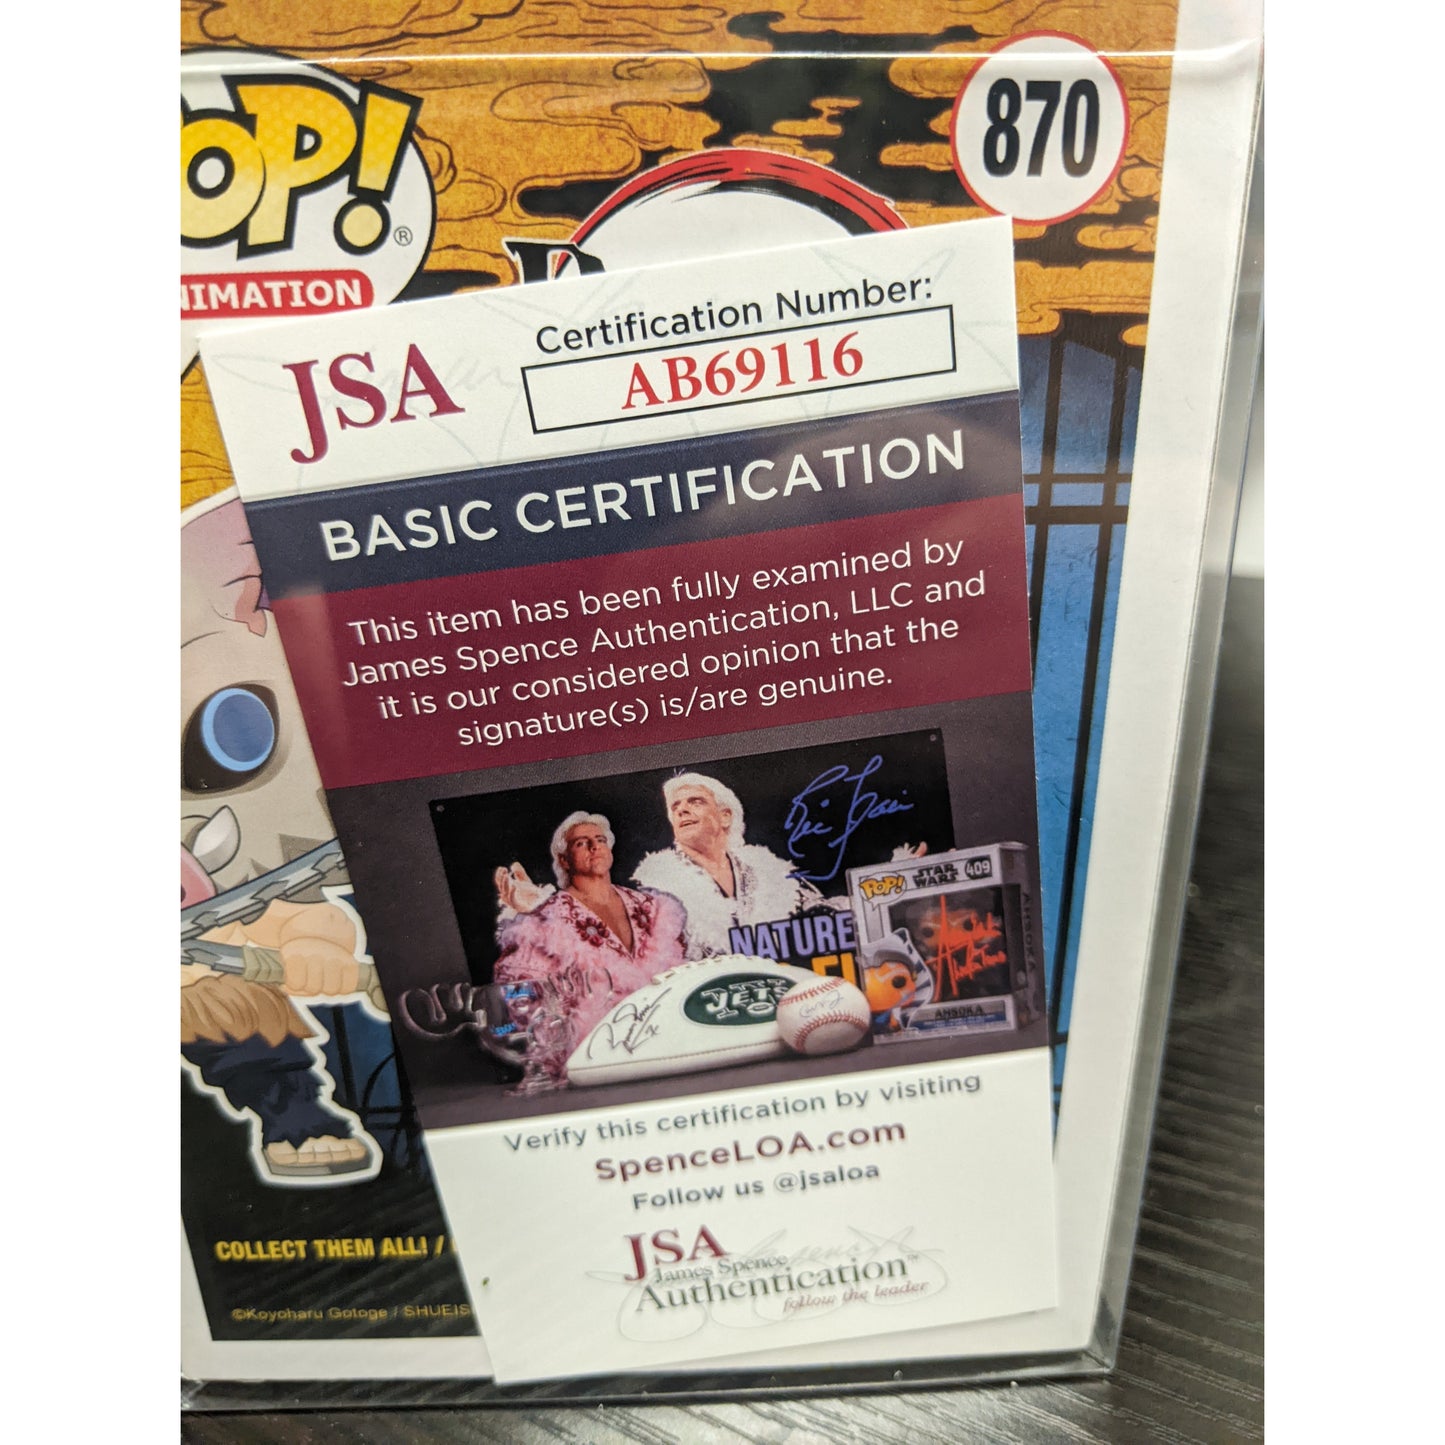 POP!®
NIMATION
870
Certification Number:
JSA
AB69116
BASIC CERTIFICATION
This item has been fully examined by
James Spence Authentication, LLC and
it is our considered opinion that the
signature(s) is/are genuine.
NATURE
JETS
POP!
STAR
WARS
409
AHSOKA
AHSOKA
Verify this certification by visiting
SpenceLOA.com
Follow us @jsaloa
JSA
James Spence
Authentication™
follow the leader
COLLECT THEM ALL! /
©Koyoharu Gotoge / SHUEIS